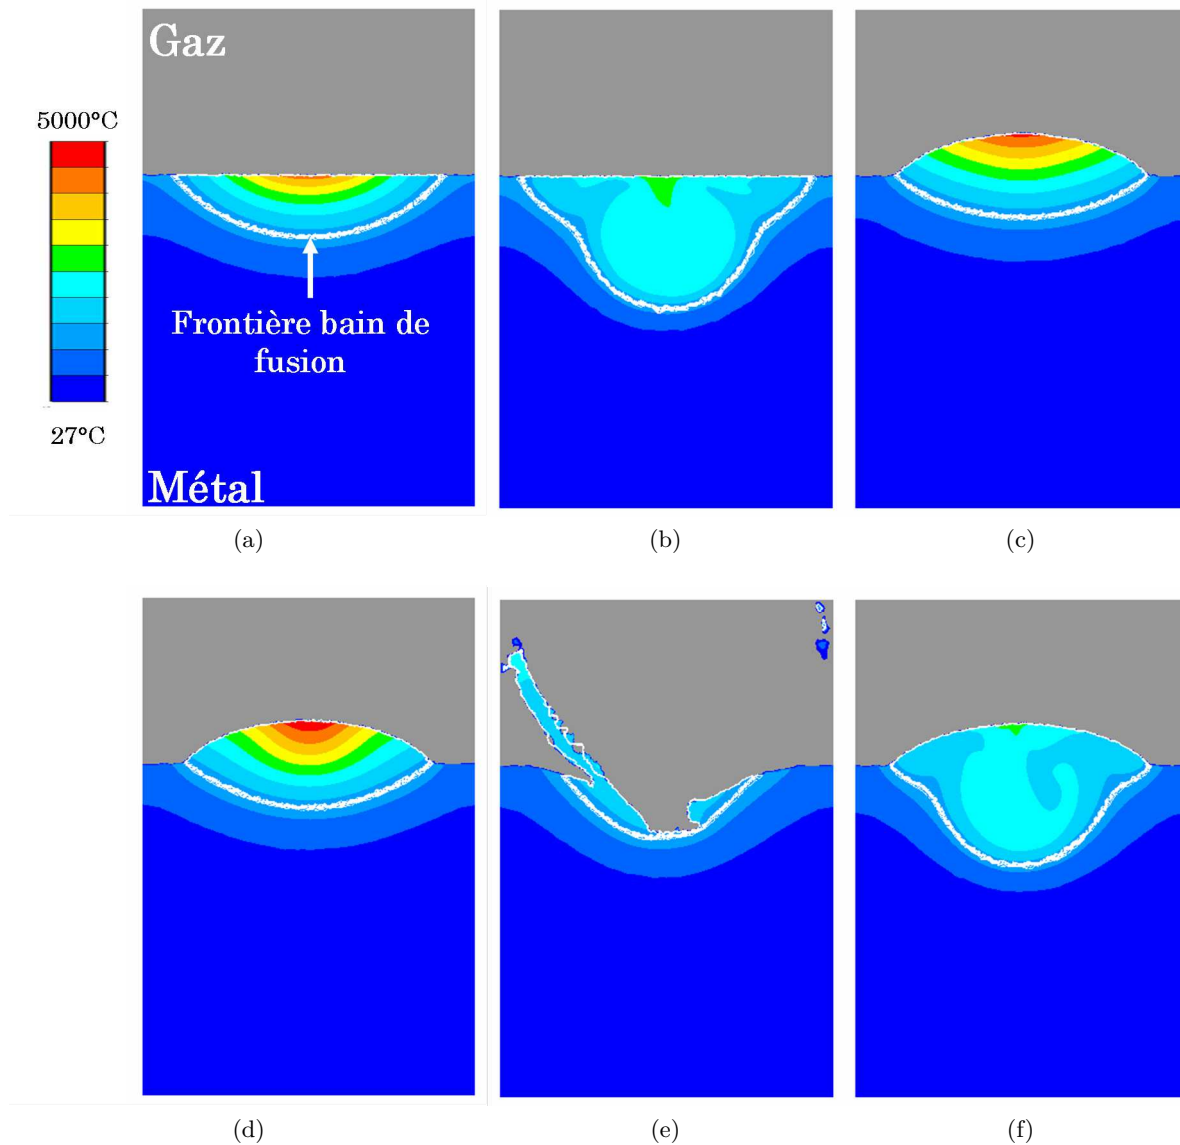 Gaz
5000°C
Frontière bain de
fusion
27°C
Métal
(a)
(b)
(c)
(d)
(e)
(f)